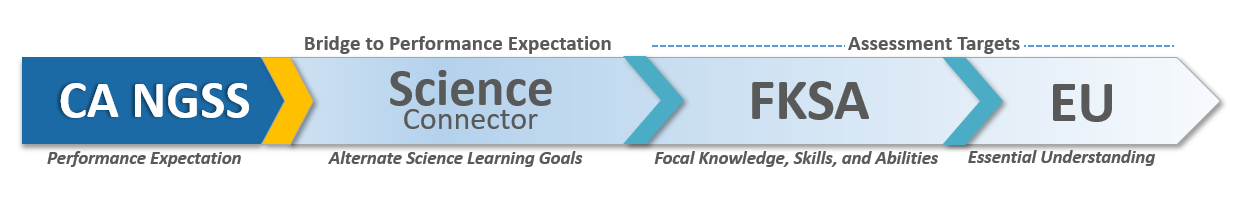 Bridge to Performance Expectation
Assessment Targets
CA NGSS
Science
Connector
FKSA
EU
Performance Expectation
Alternate Science Learning Goals
Focal Knowledge, Skills, and Abilities
Essential Understanding